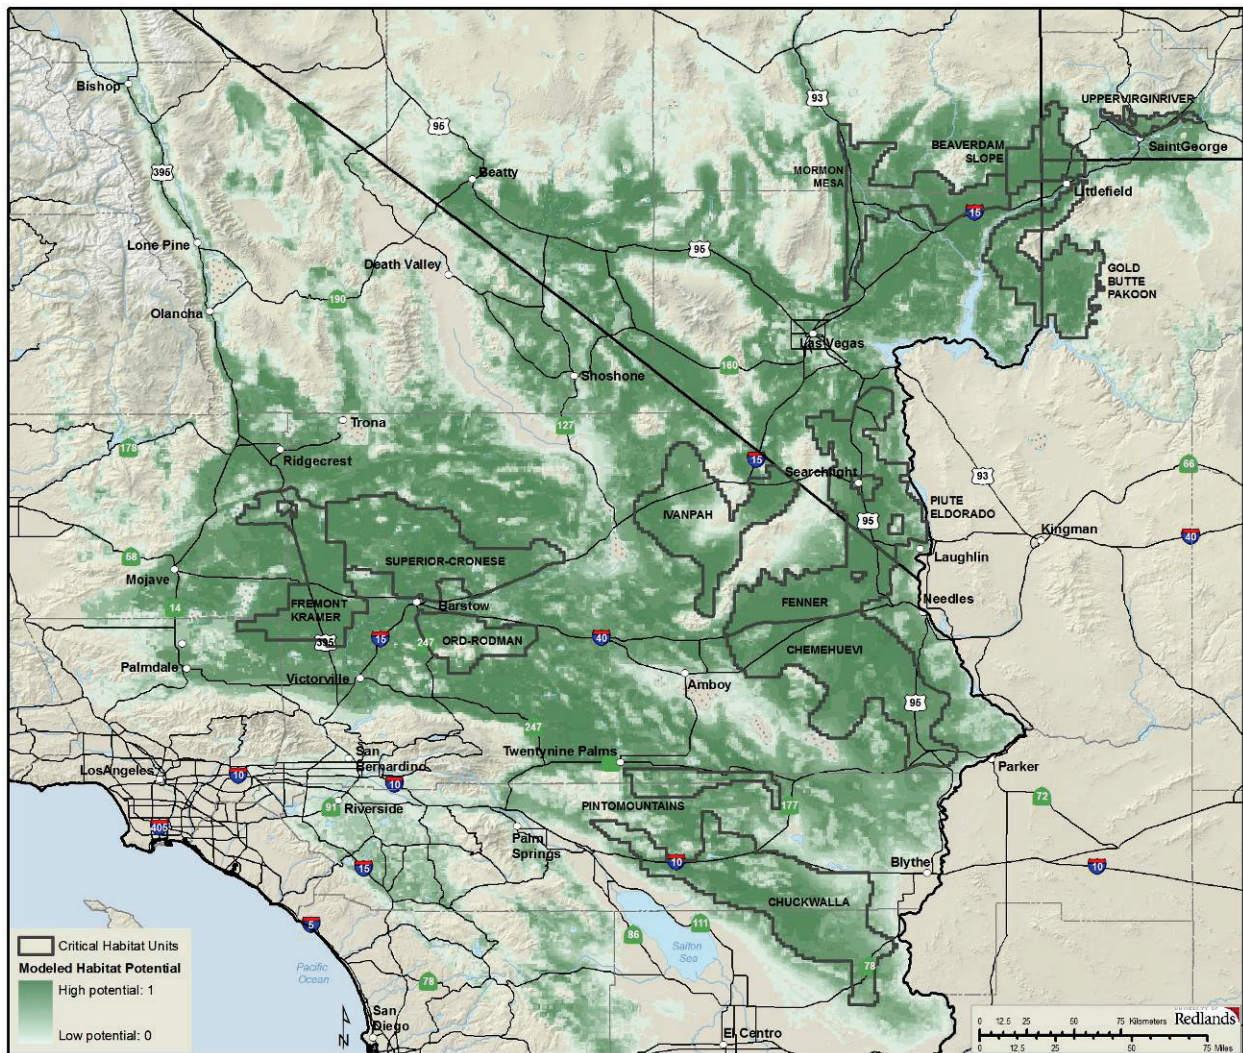 Bishop
95
93
UPPERVIRGINRIVER
SaintGeorge
BEAVERDAM
SLOPE
MORMON
MESA
395
Beatty
Littlefield
15
Lone Pine
95
Death Valley
190
Olancha
GOLD
BUTTE
PAKOON
Las Vegas
160
Shoshone
127
Trona
178
Ridgecrest
15
Searchlight
93
66
IVANPAH
PIUTE
ELDORADO
95
Kingman
40
Laughlin
SUPERIOR-CRONESE
58
Mojave
14
FREMONT
KRAMER
Barstow
FENNER
Needles
395
15
247
ORD-RODMAN
40
CHEMEHUEVI
Palmdale
Victorville
Amboy
95
247
Twentynine Palms
San
Bernardino
LosAngeles
10
10
Parker
91
Riverside
PINTOMOUNTAINS
177
72
405
Palm
Springs
15
10
Blythe
10
CHUCKWALLA
5
86
111
Salton
Sea
78
78
Pacific
Ocean
San
Diego
El Centro
N
Critical Habitat Units
Modeled Habitat Potential
High potential: 1
Low potential: 0
UNIVERSITY OF
Redlands
0 12.5 25 50 75 Kilometers
0 12.5 25 50 75 Miles